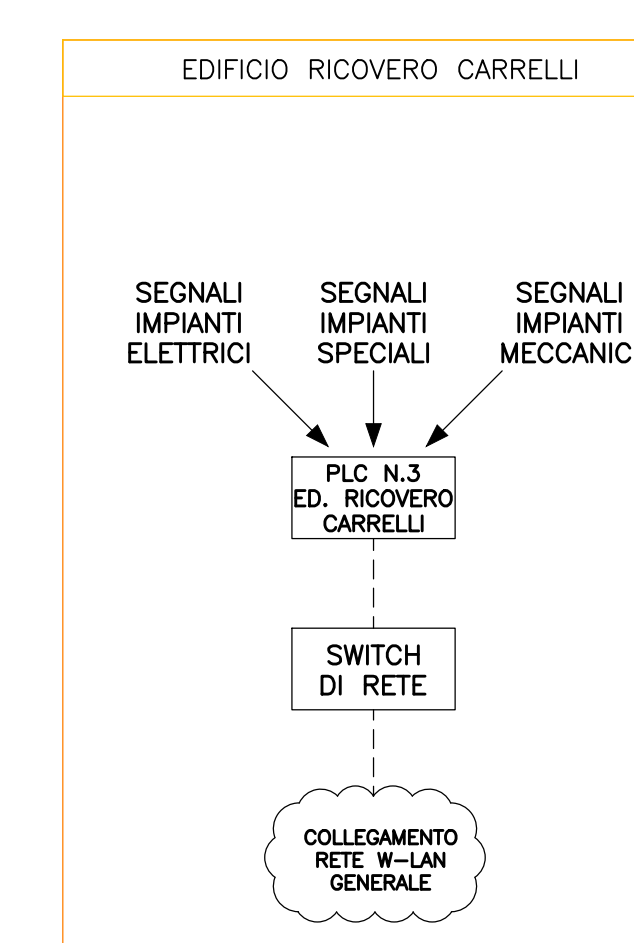 EDIFICIO RICOVERO CARRELLI
SEGNALI
IMPIANTI
ELETTRICI
SEGNALI
IMPIANTI
SPECIALI
SEGNALI
IMPIANTI
MECCANIC
PLC N.3
ED. RICOVERO
CARRELLI
SWITCH
DI RETE
COLLEGAMENTO
RETE W-LAN
GENERALE